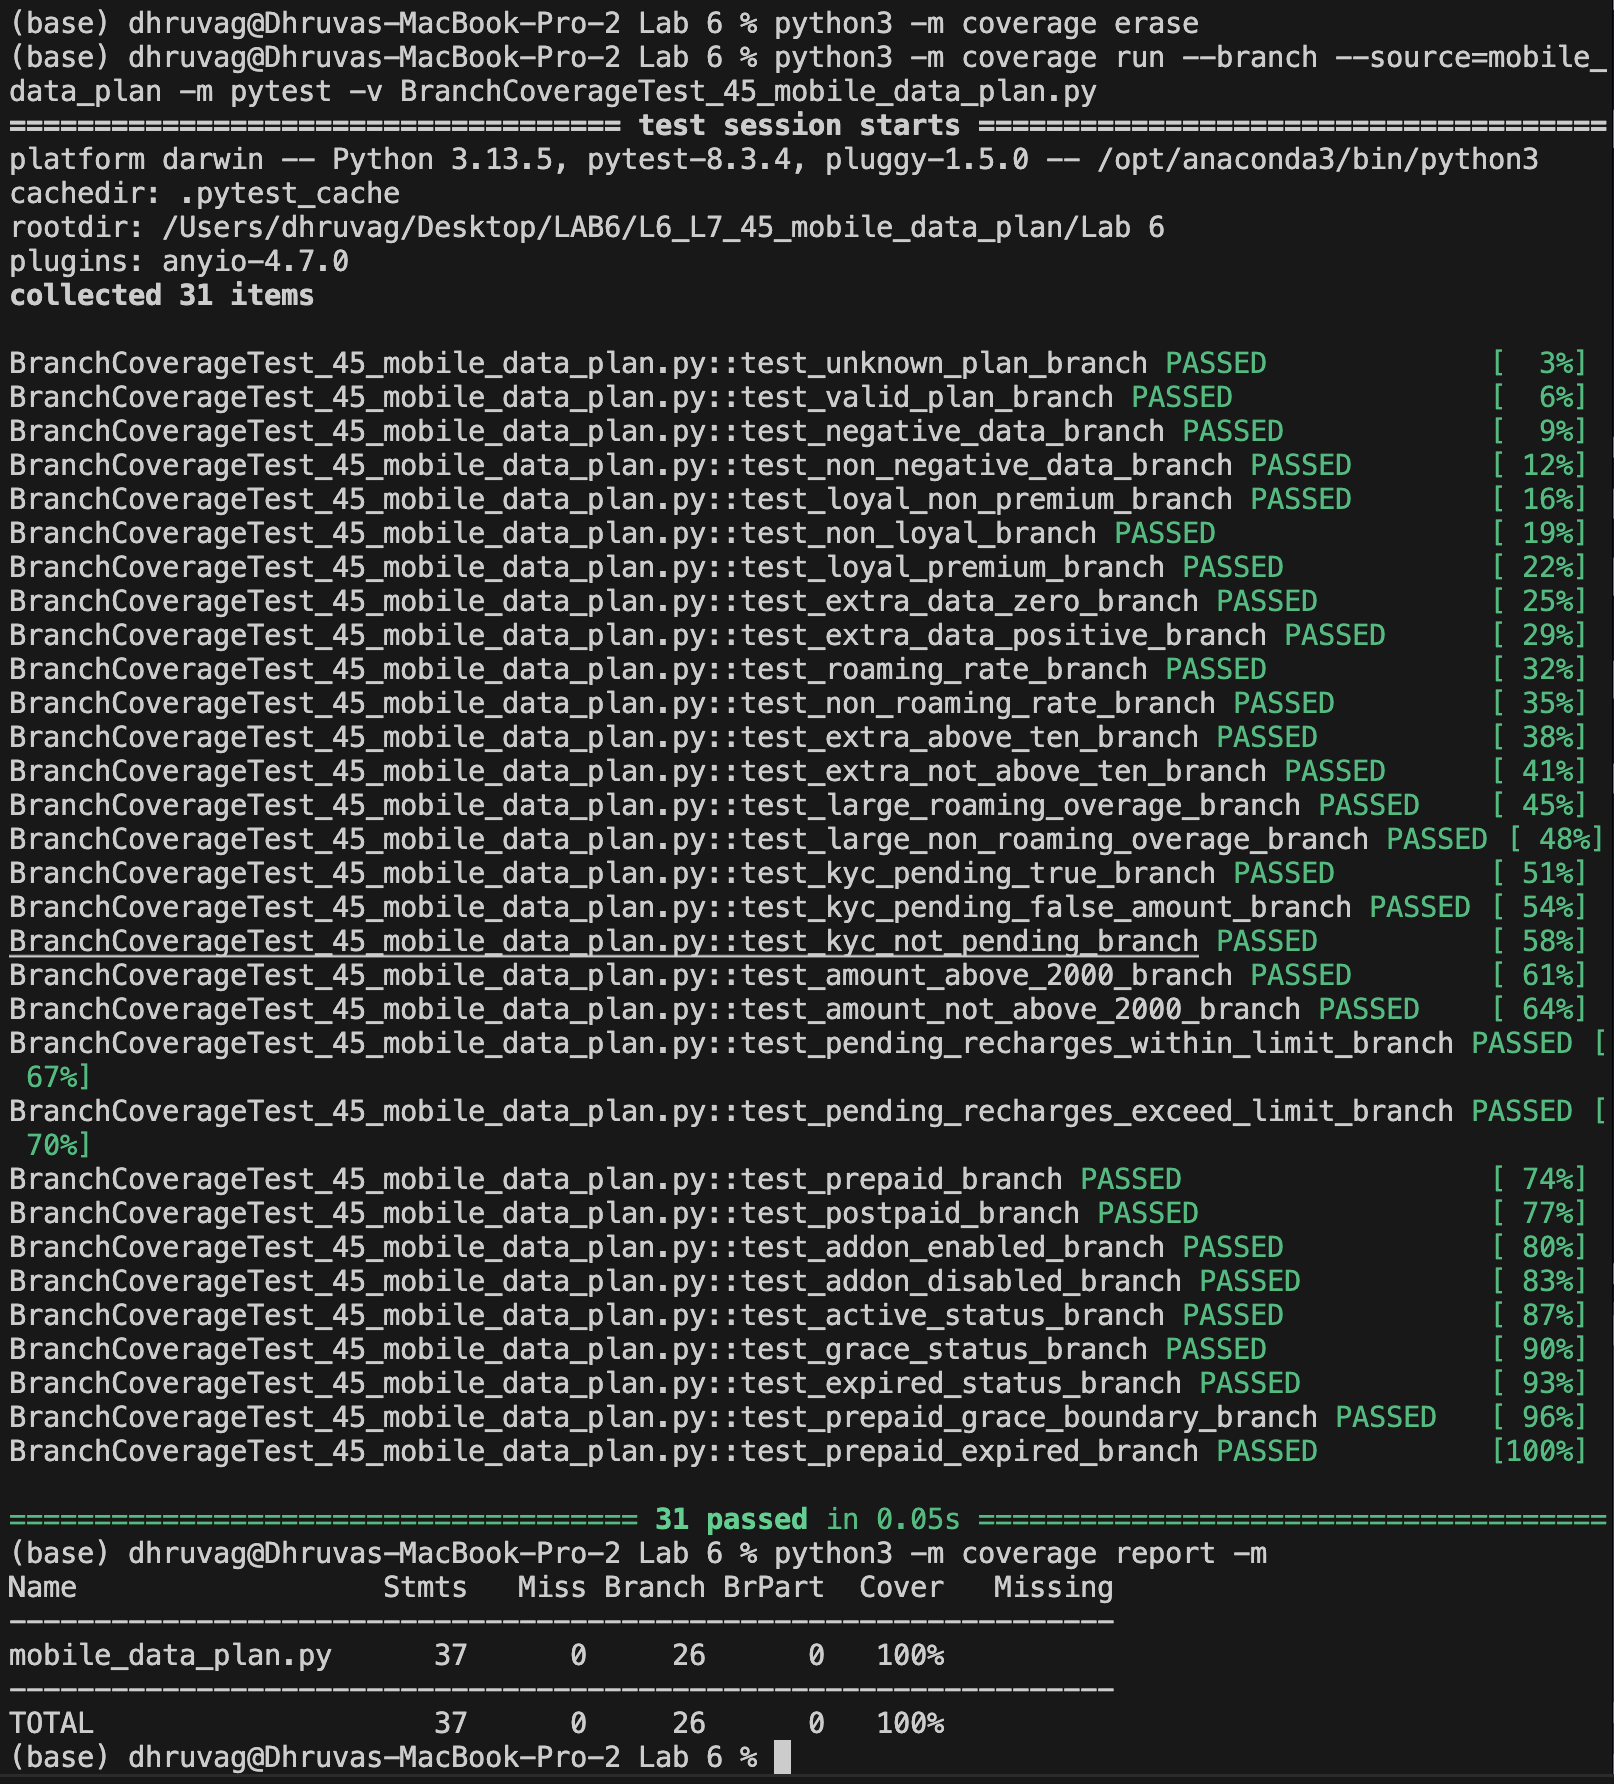 (base) dhruvag@Dhruvas-MacBook-Pro-2 Lab 6 % python3 -m coverage erase
(base) dhruvag@Dhruvas-MacBook-Pro-2 Lab 6 % python3 -m coverage run --branch --source=mobile_
data_plan -m pytest -v BranchCoverageTest_45_mobile_data_plan.py
==================================== test session starts =====================================
platform darwin -- Python 3.13.5, pytest-8.3.4, pluggy-1.5.0 -- /opt/anaconda3/bin/python3
cachedir: .pytest_cache
rootdir: /Users/dhruvag/Desktop/LAB6/L6_L7_45_mobile_data_plan/Lab 6
plugins: anyio-4.7.0
collected 31 items

BranchCoverageTest_45_mobile_data_plan.py::test_unknown_plan_branch PASSED             [  3%]
BranchCoverageTest_45_mobile_data_plan.py::test_valid_plan_branch PASSED               [  6%]
BranchCoverageTest_45_mobile_data_plan.py::test_negative_data_branch PASSED            [  9%]
BranchCoverageTest_45_mobile_data_plan.py::test_non_negative_data_branch PASSED        [ 12%]
BranchCoverageTest_45_mobile_data_plan.py::test_loyal_non_premium_branch PASSED        [ 16%]
BranchCoverageTest_45_mobile_data_plan.py::test_non_loyal_branch PASSED                [ 19%]
BranchCoverageTest_45_mobile_data_plan.py::test_loyal_premium_branch PASSED            [ 22%]
BranchCoverageTest_45_mobile_data_plan.py::test_extra_data_zero_branch PASSED          [ 25%]
BranchCoverageTest_45_mobile_data_plan.py::test_extra_data_positive_branch PASSED      [ 29%]
BranchCoverageTest_45_mobile_data_plan.py::test_roaming_rate_branch PASSED             [ 32%]
BranchCoverageTest_45_mobile_data_plan.py::test_non_roaming_rate_branch PASSED         [ 35%]
BranchCoverageTest_45_mobile_data_plan.py::test_extra_above_ten_branch PASSED          [ 38%]
BranchCoverageTest_45_mobile_data_plan.py::test_extra_not_above_ten_branch PASSED      [ 41%]
BranchCoverageTest_45_mobile_data_plan.py::test_large_roaming_overage_branch PASSED    [ 45%]
BranchCoverageTest_45_mobile_data_plan.py::test_large_non_roaming_overage_branch PASSED [ 48%]
BranchCoverageTest_45_mobile_data_plan.py::test_kyc_pending_true_branch PASSED         [ 51%]
BranchCoverageTest_45_mobile_data_plan.py::test_kyc_pending_false_amount_branch PASSED [ 54%]
BranchCoverageTest_45_mobile_data_plan.py::test_kyc_not_pending_branch PASSED          [ 58%]
BranchCoverageTest_45_mobile_data_plan.py::test_amount_above_2000_branch PASSED        [ 61%]
BranchCoverageTest_45_mobile_data_plan.py::test_amount_not_above_2000_branch PASSED    [ 64%]
BranchCoverageTest_45_mobile_data_plan.py::test_pending_recharges_within_limit_branch PASSED [
 67%]
BranchCoverageTest_45_mobile_data_plan.py::test_pending_recharges_exceed_limit_branch PASSED [
 70%]
BranchCoverageTest_45_mobile_data_plan.py::test_prepaid_branch PASSED                  [ 74%]
BranchCoverageTest_45_mobile_data_plan.py::test_postpaid_branch PASSED                 [ 77%]
BranchCoverageTest_45_mobile_data_plan.py::test_addon_enabled_branch PASSED            [ 80%]
BranchCoverageTest_45_mobile_data_plan.py::test_addon_disabled_branch PASSED           [ 83%]
BranchCoverageTest_45_mobile_data_plan.py::test_active_status_branch PASSED            [ 87%]
BranchCoverageTest_45_mobile_data_plan.py::test_grace_status_branch PASSED             [ 90%]
BranchCoverageTest_45_mobile_data_plan.py::test_expired_status_branch PASSED           [ 93%]
BranchCoverageTest_45_mobile_data_plan.py::test_prepaid_grace_boundary_branch PASSED   [ 96%]
BranchCoverageTest_45_mobile_data_plan.py::test_prepaid_expired_branch PASSED          [100%]

===================================== 31 passed in 0.05s =====================================
(base) dhruvag@Dhruvas-MacBook-Pro-2 Lab 6 % python3 -m coverage report -m
Name                  Stmts   Miss Branch BrPart  Cover   Missing
-----------------------------------------------------------------
mobile_data_plan.py      37      0     26      0   100%
-----------------------------------------------------------------
TOTAL                    37      0     26      0   100%
(base) dhruvag@Dhruvas-MacBook-Pro-2 Lab 6 %